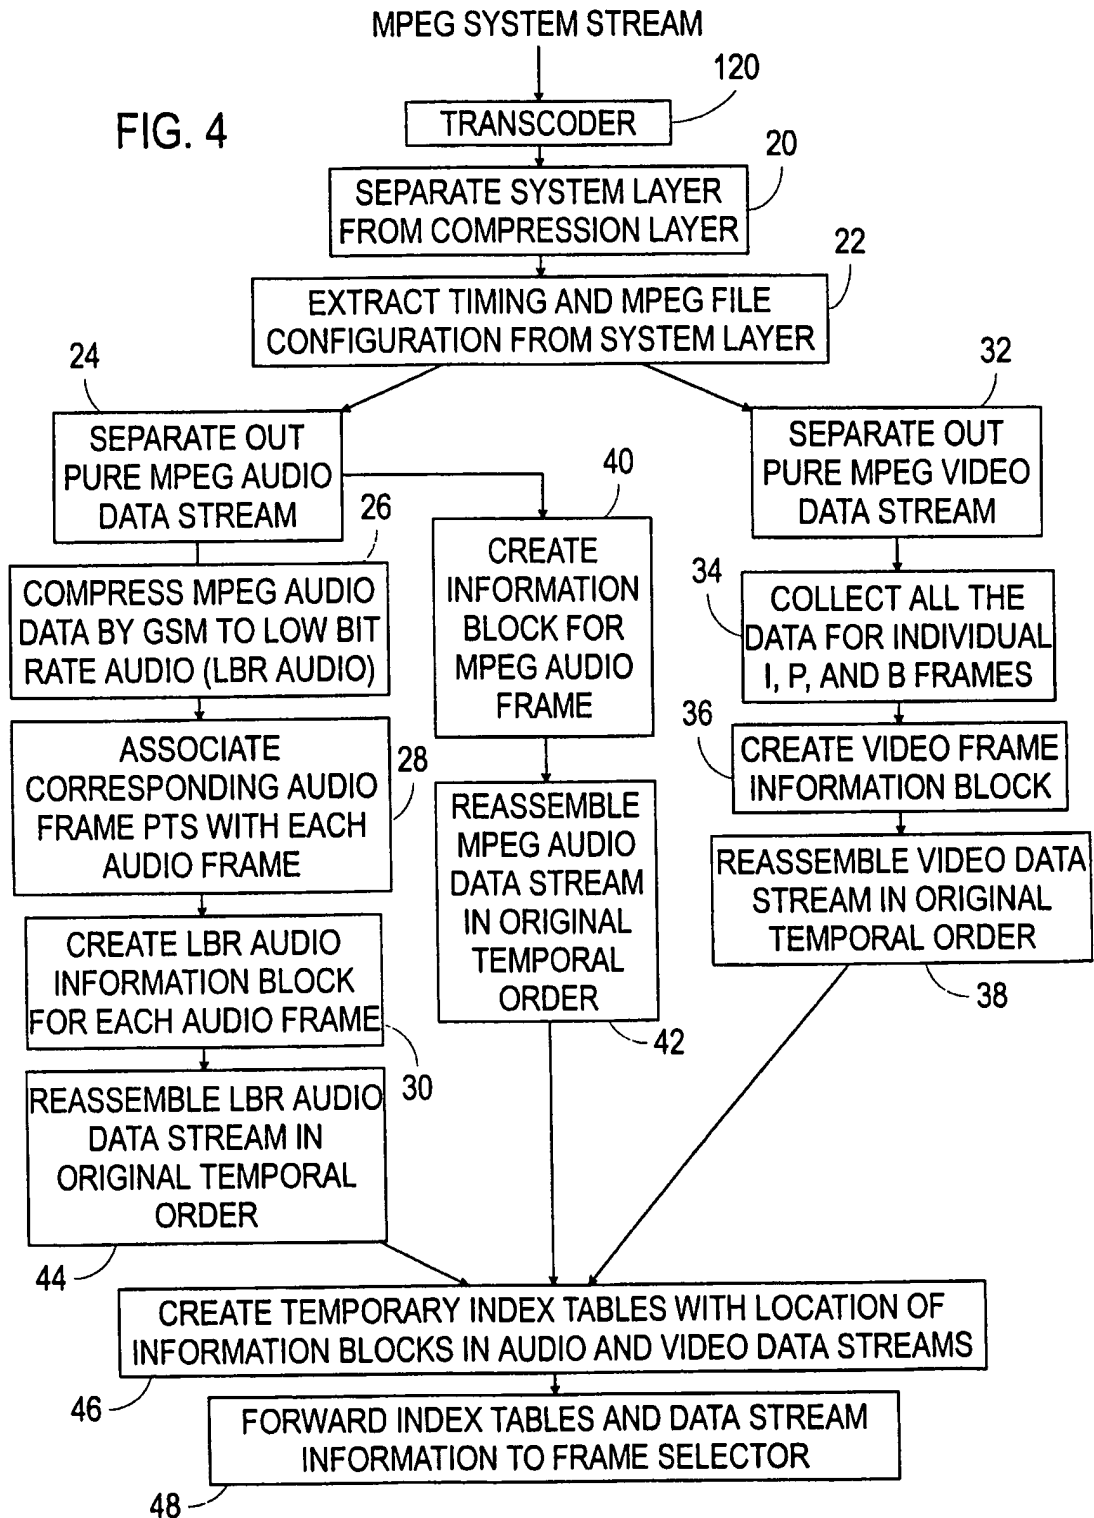 MPEG SYSTEM STREAM
120
FIG. 4
TRANSCODER
20
SEPARATE SYSTEM LAYER
FROM COMPRESSION LAYER
22
EXTRACT TIMING AND MPEG FILE
CONFIGURATION FROM SYSTEM LAYER
24
SEPARATE OUT
PURE MPEG AUDIO
DATA STREAM
26
COMPRESS MPEG AUDIO
DATA BY GSM TO LOW BIT
RATE AUDIO (LBR AUDIO)
ASSOCIATE
CORRESPONDING AUDIO
FRAME PTS WITH EACH
AUDIO FRAME
28
CREATE LBR AUDIO
INFORMATION BLOCK
FOR EACH AUDIO FRAME
30
REASSEMBLE LBR AUDIO
DATA STREAM IN
ORIGINAL TEMPORAL
ORDER
44
40
CREATE
INFORMATION
BLOCK FOR
MPEG AUDIO
FRAME
REASSEMBLE
MPEG AUDIO
DATA STREAM
IN ORIGINAL
TEMPORAL
ORDER
42
32
SEPARATE OUT
PURE MPEG VIDEO
DATA STREAM
34
COLLECT ALL THE
DATA FOR INDIVIDUAL
I, P, AND B FRAMES
36
CREATE VIDEO FRAME
INFORMATION BLOCK
REASSEMBLE VIDEO DATA
STREAM IN ORIGINAL
TEMPORAL ORDER
38
CREATE TEMPORARY INDEX TABLES WITH LOCATION OF
INFORMATION BLOCKS IN AUDIO AND VIDEO DATA STREAMS
46
FORWARD INDEX TABLES AND DATA STREAM
INFORMATION TO FRAME SELECTOR
48